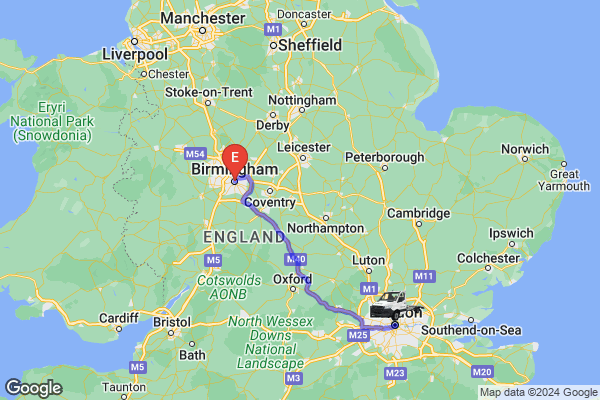 Doncaster
Manchester
M1
Liverpool
Sheffield
Chester
Stoke-on-Trent
Eryri
National Park
(Snowdonia)
Nottingham
Derby
M54
E
Leicester
Birmingham
Peterborough
Norwich
Great
Yarmouth
Coventry
Cambridge
Northampton
ENGLAND
Ipswich
M5
M40
Luton
M11
Colchester
Cotswolds
AONB
Oxford
M1
on
Cardiff
Bristol
North Wessex
Downs
National
Landscape
M25
Southend-on-Sea
Bath
M5
M3
M23
M20
Taunton
Google
Google
Map data ©2024 Google